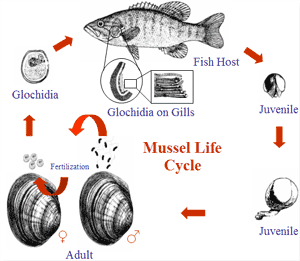 Fish Host
Glochidia
Glochidia on Gills
Juvenile
Mussel Life
Cycle
Fertilization
Juvenile
♀
♂
Adult